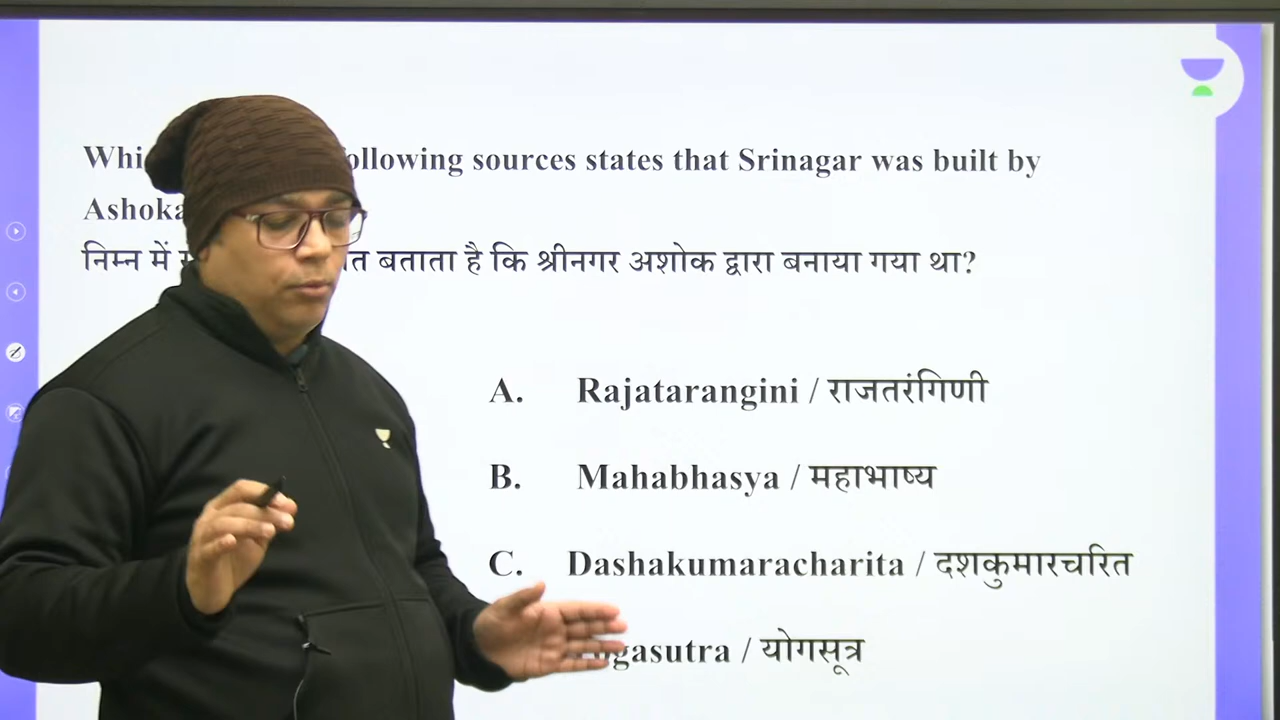 ollowing sources states that Srinagar was built by
Ashoka
निम्न में बताता है कि श्रीनगर अशोक द्वारा बनाया गया था?
A. Rajatarangini / राजतरंगिणी
B. Mahabhasya / महाभाष्य
C. Dashakumaracharita / दशकुमारचरित
gasutra / योगसूत्र